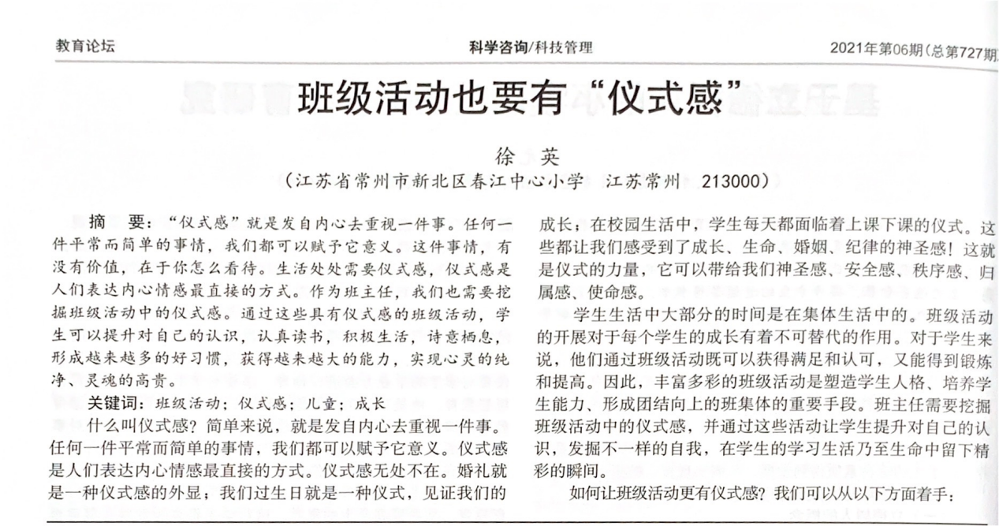 教育论坛
科学咨询/科技管理
2021年第06期(总第727期)
班级活动也要有“仪式感”
徐 英
(江苏省常州市新北区春江中心小学 江苏常州 213000)
摘 要：“仪式感”就是发自内心去重视一件事。任何一
件平常而简单的事情，我们都可以赋予它意义。这件事情，有
没有价值，在于你怎么看待。生活处处需要仪式感，仪式感是
人们表达内心情感最直接的方式。作为班主任，我们也需要挖
掘班级活动中的仪式感。通过这些具有仪式感的班级活动，学
生可以提升对自己的认识，认真读书，积极生活，诗意栖息，
形成越来越多的好习惯，获得越来越大的能力，实现心灵的纯
净、灵魂的高贵。
关键词：班级活动；仪式感；儿童；成长
什么叫仪式感？简单来说，就是发自内心去重视一件事。
任何一件平常而简单的事情，我们都可以赋予它意义。仪式感
是人们表达内心情感最直接的方式。仪式感无处不在。婚礼就
是一种仪式感的外显；我们过生日就是一种仪式，见证我们的
成长；在校园生活中，学生每天都面临着上课下课的仪式。这
些都让我们感受到了成长、生命、婚姻、纪律的神圣感！这就
是仪式的力量，它可以带给我们神圣感、安全感、秩序感、归
属感、使命感。
学生生活中大部分的时间是在集体生活中的。班级活动
的开展对于每个学生的成长有着不可替代的作用。对于学生来
说，他们通过班级活动既可以获得满足和认可，又能得到锻炼
和提高。因此，丰富多彩的班级活动是塑造学生人格、培养学
生能力、形成团结向上的班集体的重要手段。班主任需要挖掘
班级活动中的仪式感，并通过这些活动让学生提升对自己的认
识，发掘不一样的自我，在学生的学习生活乃至生命中留下精
彩的瞬间。
如何让班级活动更有仪式感？我们可以从以下方面着手：